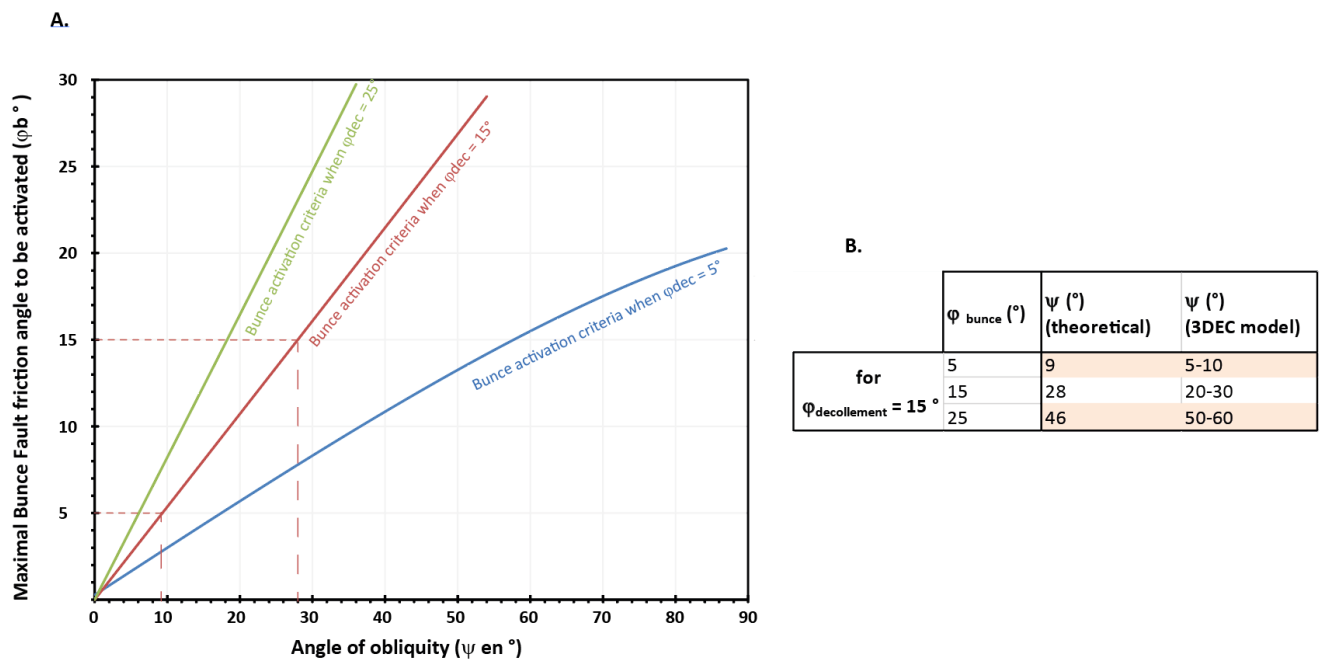 A.
Maximal Bunce Fault friction angle to be activated (φb°)
30
25
20
15
10
5
0
10
20
30
40
50
60
70
80
90
Angle of obliquity (ψ en °)
Bunce activation criteria when φdec = 25°
Bunce activation criteria when φdec = 15°
Bunce activation criteria when φdec = 5°
B.
φ bunce (°)
ψ (°)
(theoretical)
ψ (°)
(3DEC model)
for
φdecollement = 15 °
5
9
5-10
15
28
20-30
25
46
50-60